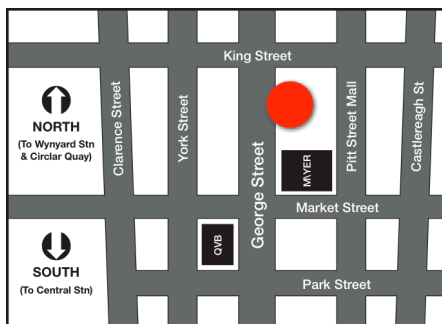 King Street
NORTH
(To Wynyard Stn
& Circlar Quay)
Clarence Street
York Street
George Street
Pitt Street Mall
Castlereagh St
MYER
Market Street
QVB
SOUTH
(To Central Stn)
Park Street